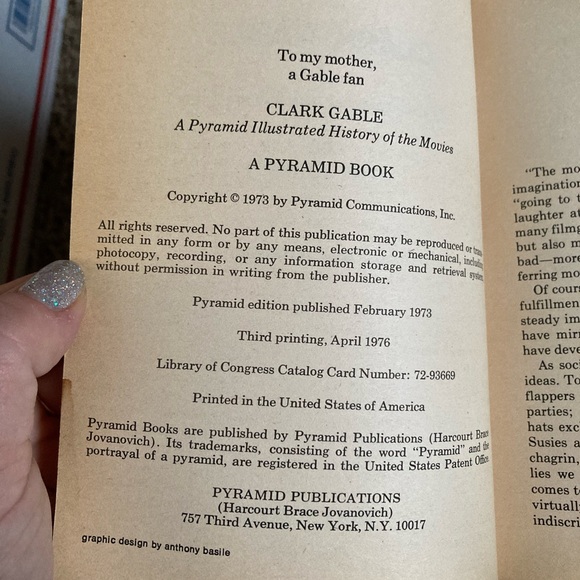 To my mother,
a Gable fan
CLARK GABLE
A Pyramid Illustrated History of the Movies
A PYRAMID BOOK
Copyright © 1973 by Pyramid Communications, Inc.
All rights reserved. No part of this publication may be reproduced or
mitted in any form or by any means, electronic or mechanical,
photocopy, recording, or any information storage and retrieval
without permission in writing from the publisher.
Pyramid edition published February 1973
Third printing, April 1976
Library of Congress Catalog Card Number: 72-93669
Printed in the United States of America
Pyramid Books are published by Pyramid Publications (Harcourt Brace
Jovanovich). Its trademarks, consisting of the word "Pyramid" and the
portrayal of a pyramid, are registered in the United States Patent Office.
PYRAMID PUBLICATIONS
(Harcourt Brace Jovanovich)
757 Third Avenue, New York, N.Y. 10017
graphic design by anthony basile
"The mo
imagination
"going to t
laughter a
many film
but also m
bad—more
ferring mo
Of cours
fulfillmen
steady im
have mirr
have deve
As soci
ideas. To
flappers
parties;
hats exc
Susies a
chagrin,
lies we
comes to
virtuall
indiscri